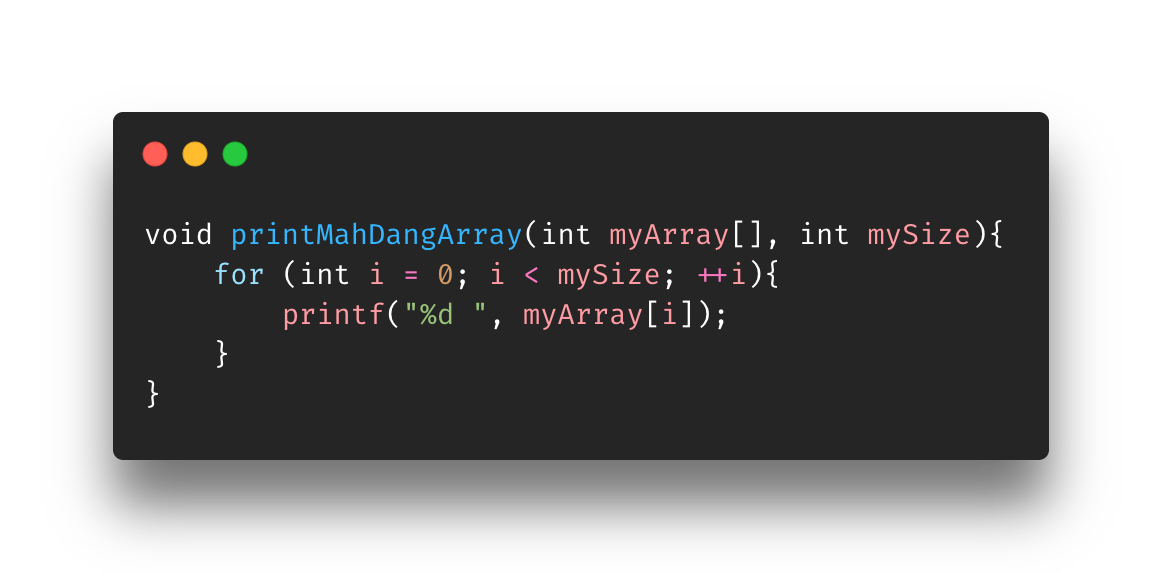 void printMahDangArray(int myArray[], int mySize){
    for (int i = 0; i < mySize; ++i){
        printf("%d ", myArray[i]);
    }
}